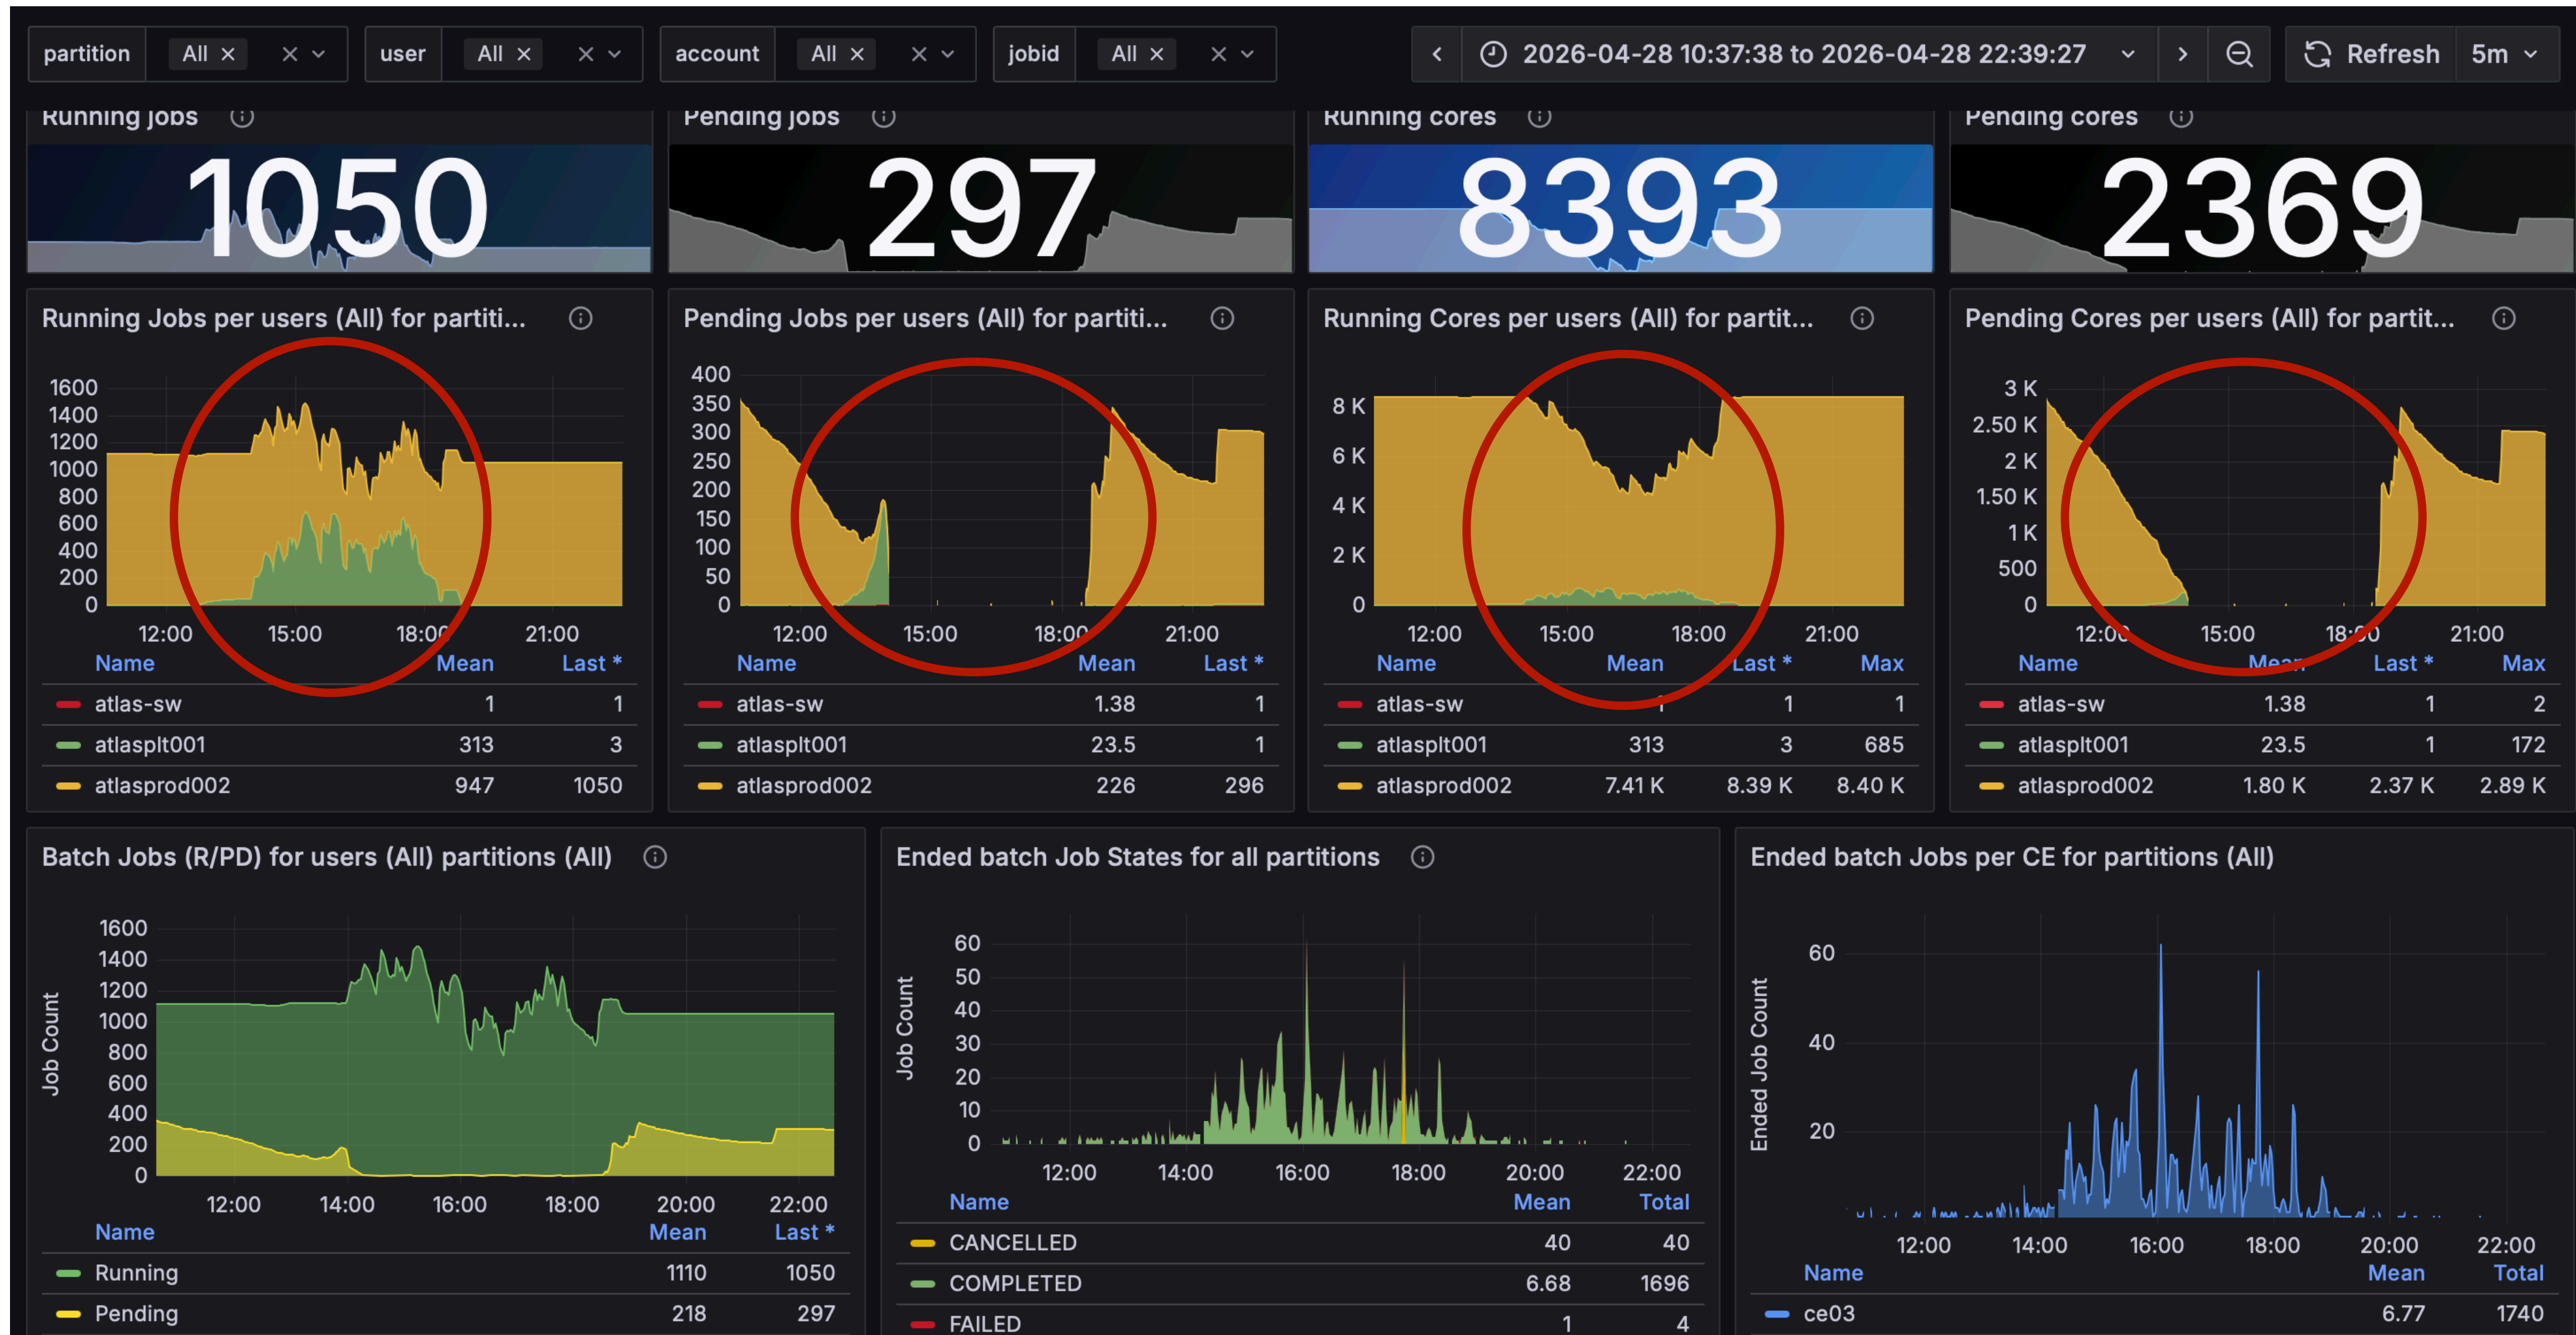 partition All user All account All jobid All 2026-04-28 10:37:38 to 2026-04-28 22:39:27 Refresh 5m
Running jobs
1050
Pending jobs
297
Running cores
8393
Pending cores
2369
Running Jobs per users (All) for partiti...
1600
1400
1200
1000
800
600
400
200
0
12:00 15:00 18:00 21:00
Name Mean Last *
atlas-sw 1 1
atlasplt001 313 3
atlasprod002 947 1050
Pending Jobs per users (All) for partiti...
400
350
300
250
200
150
100
50
0
12:00 15:00 18:00 21:00
Name Mean Last *
atlas-sw 1.38 1
atlasplt001 23.5 1
atlasprod002 226 296
Running Cores per users (All) for partit...
8 K
6 K
4 K
2 K
0
12:00 15:00 18:00 21:00
Name Mean Last * Max
atlas-sw 1 1 1
atlasplt001 313 3 685
atlasprod002 7.41 K 8.39 K 8.40 K
Pending Cores per users (All) for partit...
3 K
2.50 K
2 K
1.50 K
1 K
500
0
12:00 15:00 18:00 21:00
Name Mean Last * Max
atlas-sw 1.38 1 2
atlasplt001 23.5 1 172
atlasprod002 1.80 K 2.37 K 2.89 K
Batch Jobs (R/PD) for users (All) partitions (All)
Job Count
1600
1400
1200
1000
800
600
400
200
0
12:00 14:00 16:00 18:00 20:00 22:00
Name Mean Last *
Running 1110 1050
Pending 218 297
Ended batch Job States for all partitions
Job Count
60
50
40
30
20
10
0
12:00 14:00 16:00 18:00 20:00 22:00
Name Mean Total
CANCELLED 40 40
COMPLETED 6.68 1696
FAILED 1 4
Ended batch Jobs per CE for partitions (All)
Ended Job Count
60
40
20
12:00 14:00 16:00 18:00 20:00 22:00
Name Mean Total
ce03 6.77 1740